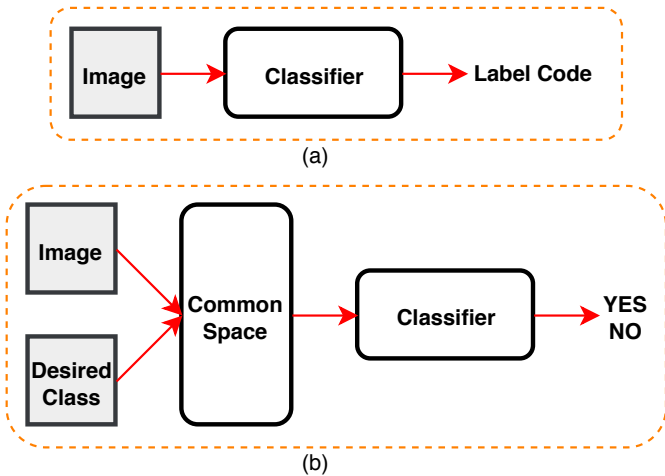 Image
Classifier
Label Code
(a)
Image
Desired
Class
Common
Space
Classifier
YES
NO
(b)